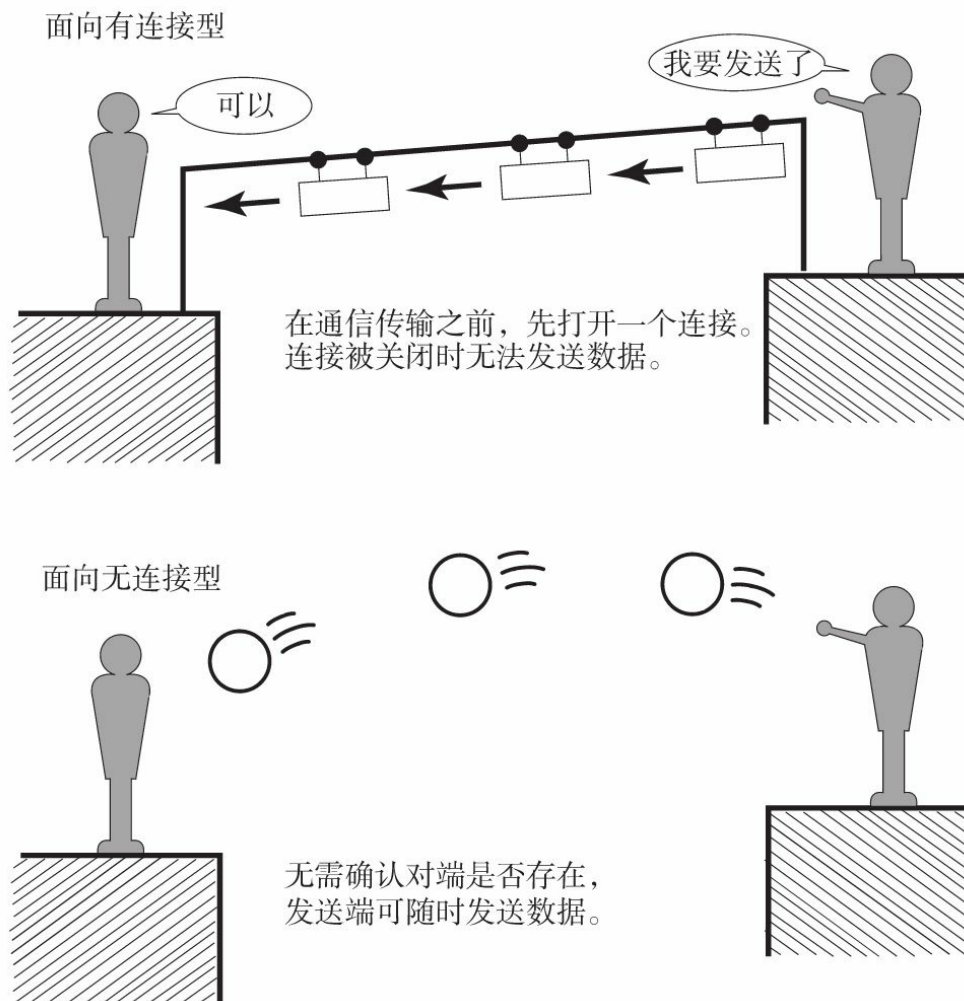 面向有连接型
我要发送了
可以
在通信传输之前，先打开一个连接。
连接被关闭时无法发送数据。
面向无连接型
无需确认对端是否存在，
发送端可随时发送数据。